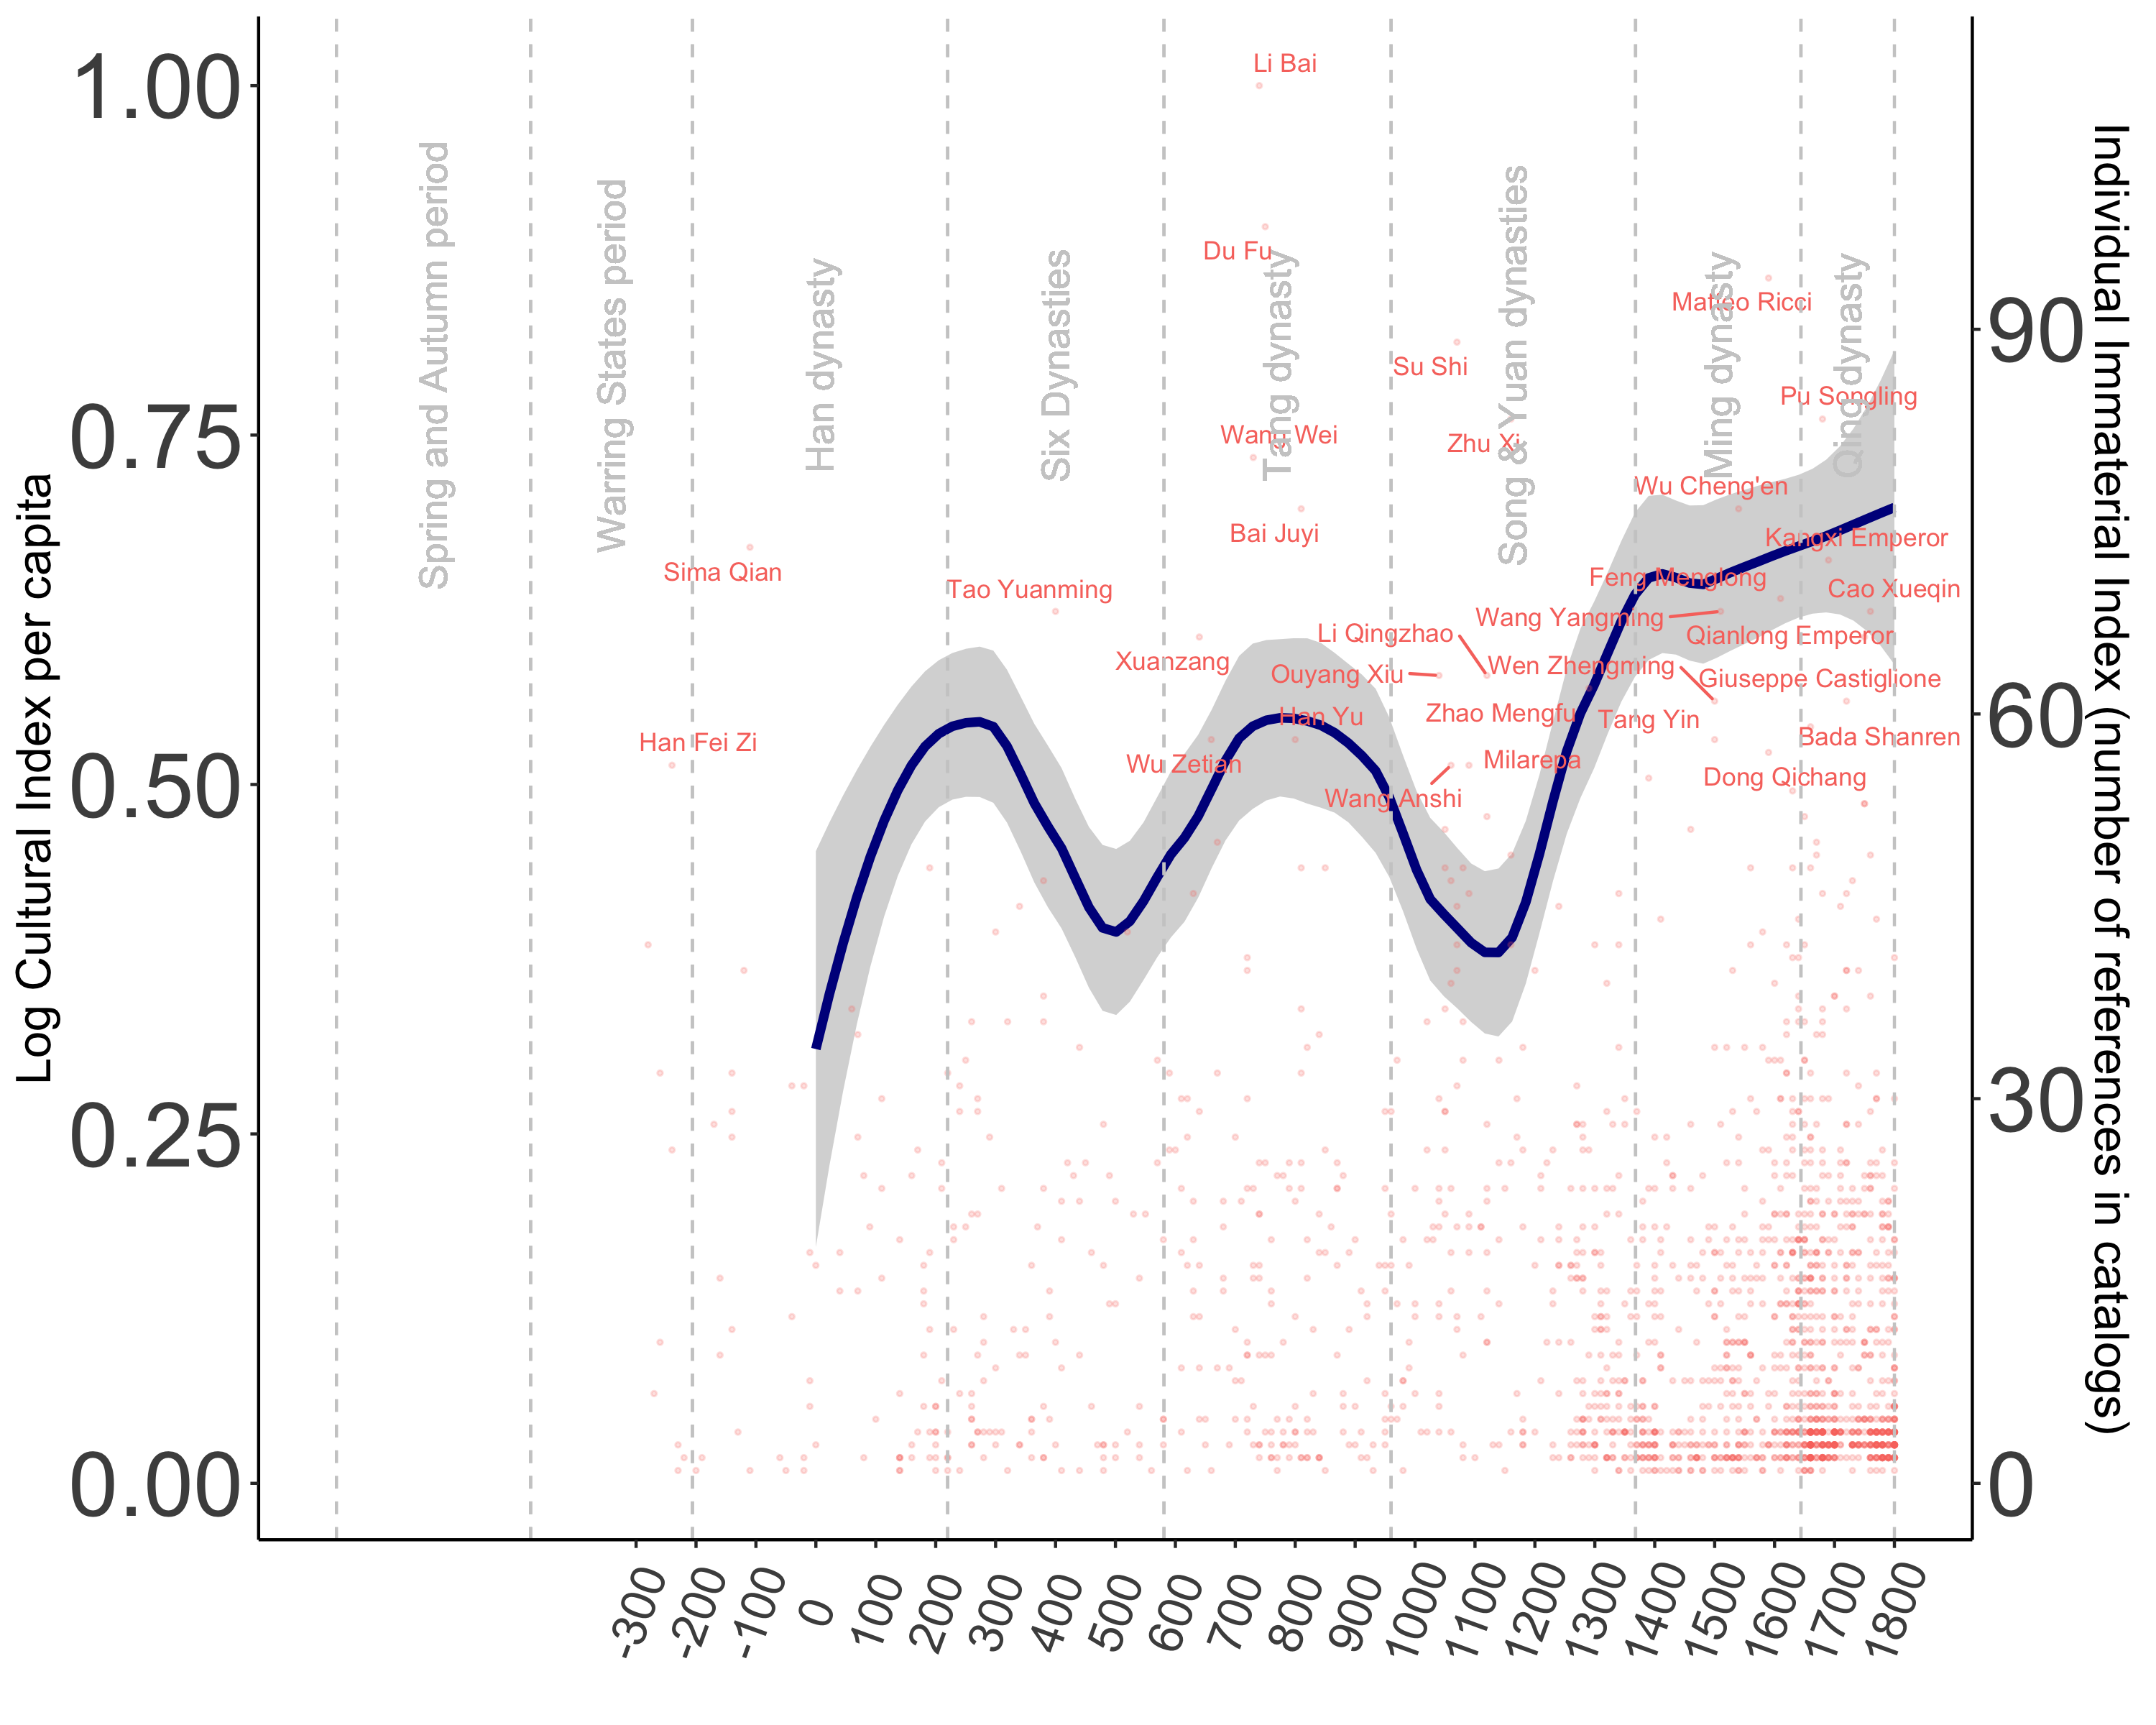 Log Cultural Index per capita
1.00
0.75
0.50
0.25
0.00
Spring and Autumn period
Warring States period
Han dynasty
Six Dynasties
Tang dynasty
Song & Yuan dynasties
Ming dynasty
Qing dynasty
Li Bai
Du Fu
Matteo Ricci
Su Shi
Pu Songling
Wang Wei
Zhu Xi
Wu Cheng'en
Bai Juyi
Kangxi Emperor
Sima Qian
Feng Menglong
Tao Yuanming
Cao Xueqin
Wang Yangming
Li Qingzhao
Qianlong Emperor
Xuanzang
Wen Zhengming
Ouyang Xiu
Giuseppe Castiglione
Zhao Mengfu
Han Yu
Tang Yin
Bada Shanren
Han Fei Zi
Wu Zetian
Milarepa
Dong Qichang
Wang Anshi
-300
-200
-100
0
100
200
300
400
500
600
700
800
900
1000
1100
1200
1300
1400
1500
1600
1700
1800
90
60
30
0
Individual Immaterial Index (number of references in catalogs)